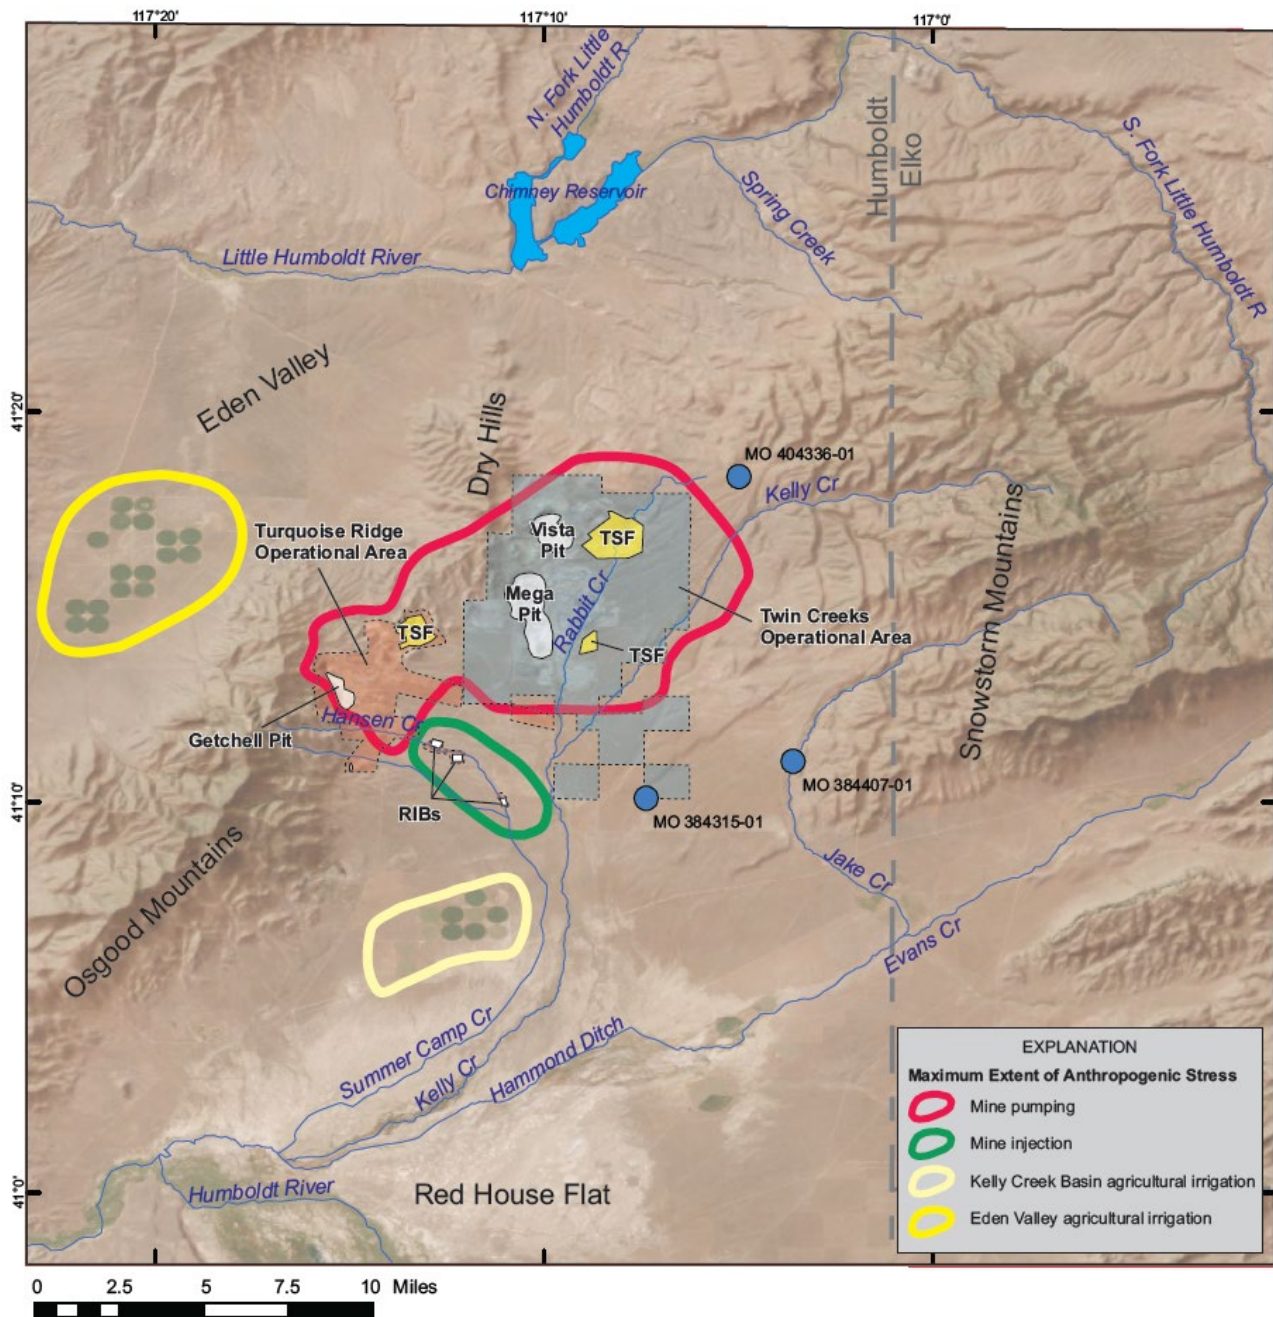 117°20'
117°10'
117°0'
N. Fork Little
Humboldt R
Chimney Reservoir
Spring Creek
Humboldt
Elko
S. Fork Little Humboldt R
Little Humboldt River
Eden Valley
41°20'
Dry Hills
MO 404336-01
Kelly Cr
Snowstorm Mountains
Turquoise Ridge
Operational Area
Vista
Pit
TSF
Mega
Pit
Rabbit Cr
Twin Creeks
Operational Area
TSF
TSF
Hansen Cr
Getchell Pit
RIBs
41°10'
MO 384407-01
MO 384315-01
Jake Cr
Evans Cr
Osgood Mountains
Summer Camp Cr
Kelly Cr
Hammond Ditch
41°0'
Humboldt River
Red House Flat
EXPLANATION
Maximum Extent of Anthropogenic Stress
Mine pumping
Mine injection
Kelly Creek Basin agricultural irrigation
Eden Valley agricultural irrigation
0 2.5 5 7.5 10 Miles